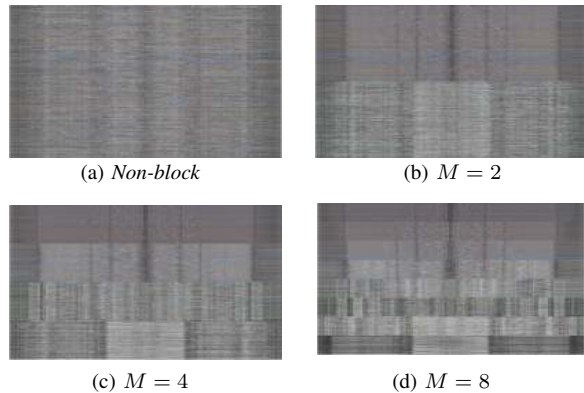 (a) Non-block
(b) M = 2
(c) M = 4
(d) M = 8